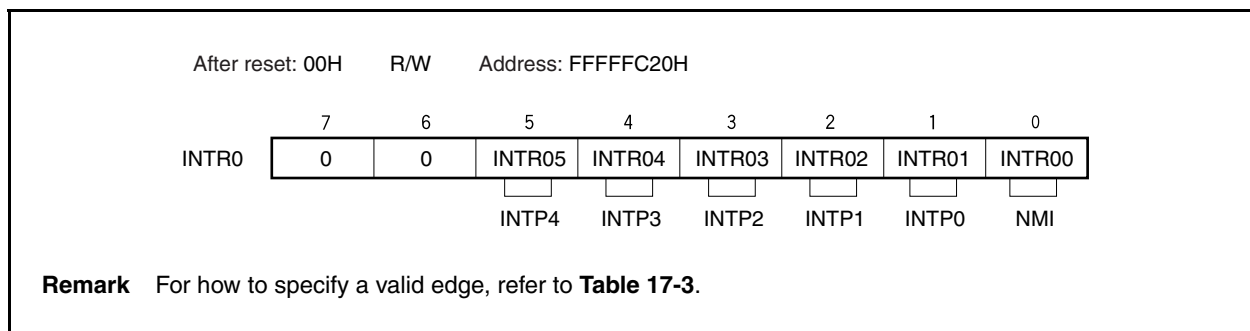 After reset: 00H R/W Address: FFFFFC20H
7 6 5 4 3 2 1 0
INTR0 0 0 INTR05 INTR04 INTR03 INTR02 INTR01 INTR00
INTP4 INTP3 INTP2 INTP1 INTP0 NMI
Remark For how to specify a valid edge, refer to Table 17-3.